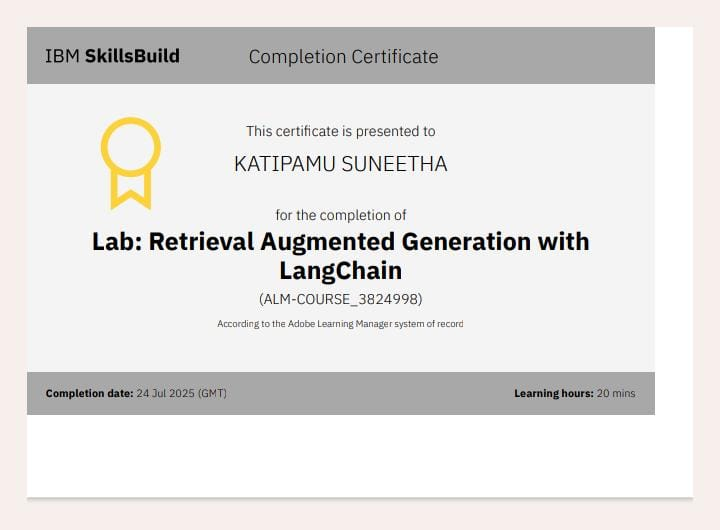 IBM SkillsBuild
Completion Certificate
This certificate is presented to
KATIPAMU SUNEETHA
for the completion of
Lab: Retrieval Augmented Generation with
LangChain
(ALM-COURSE_3824998)
According to the Adobe Learning Manager system of record
Completion date: 24 Jul 2025 (GMT)
Learning hours: 20 mins